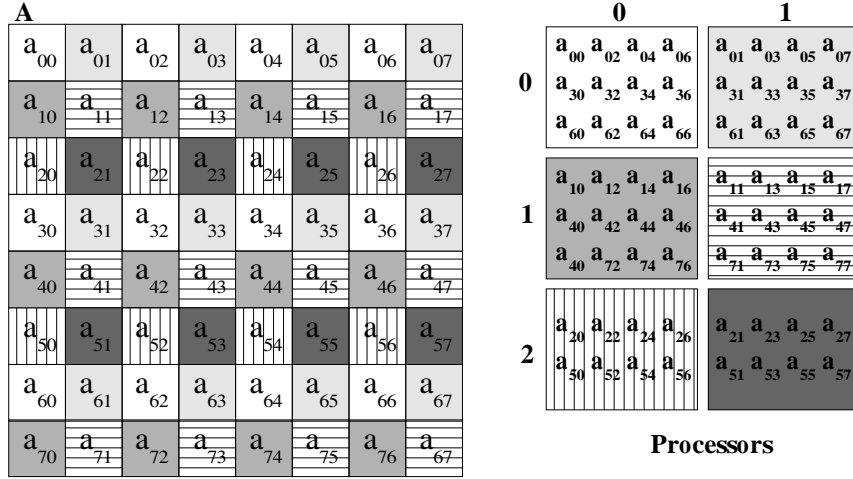 A
a00 a01 a02 a03 a04 a05 a06 a07
a10 a11 a12 a13 a14 a15 a16 a17
a20 a21 a22 a23 a24 a25 a26 a27
a30 a31 a32 a33 a34 a35 a36 a37
a40 a41 a42 a43 a44 a45 a46 a47
a50 a51 a52 a53 a54 a55 a56 a57
a60 a61 a62 a63 a64 a65 a66 a67
a70 a71 a72 a73 a74 a75 a76 a67
0 1
0
a00 a02 a04 a06
a30 a32 a34 a36
a60 a62 a64 a66
a01 a03 a05 a07
a31 a33 a35 a37
a61 a63 a65 a67
1
a10 a12 a14 a16
a40 a42 a44 a46
a40 a72 a74 a76
a11 a13 a15 a17
a41 a43 a45 a47
a71 a73 a75 a77
2
a20 a22 a24 a26
a50 a52 a54 a56
a21 a23 a25 a27
a51 a53 a55 a57
Processors